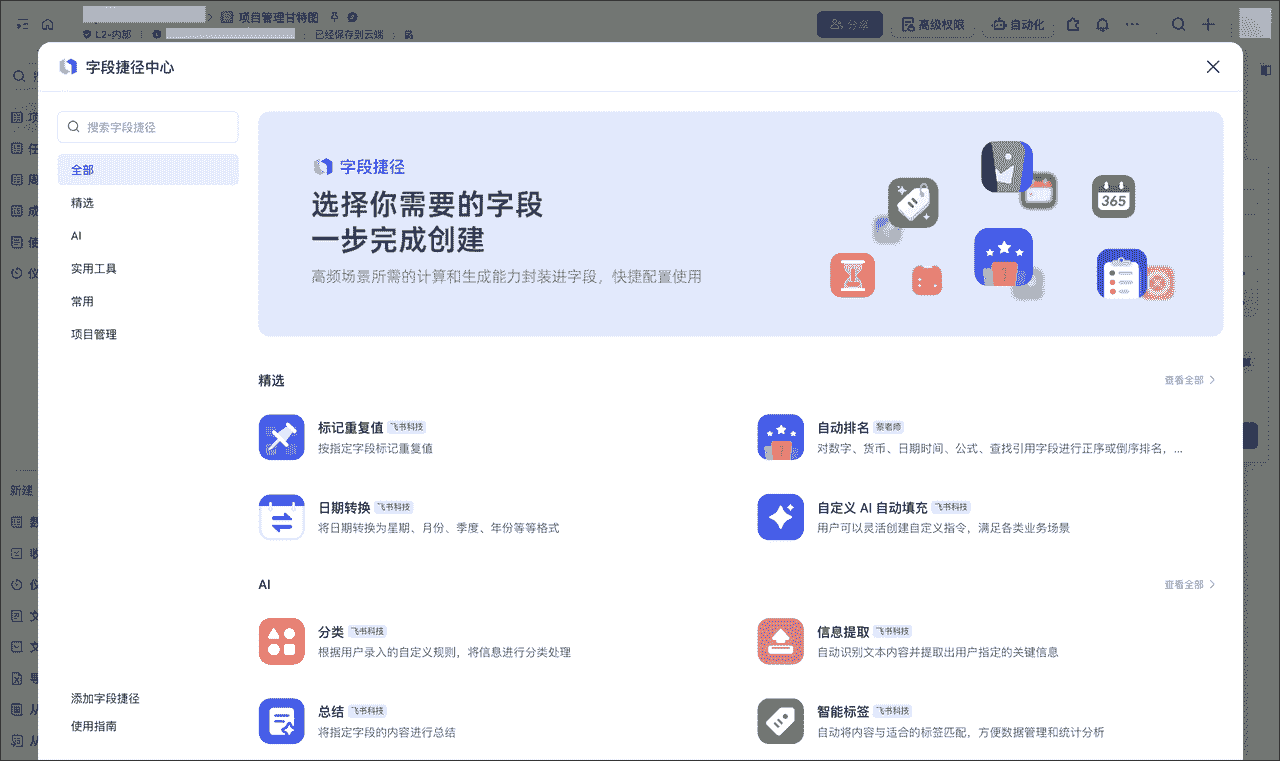 项目管理甘特图
L2-内部
已经保存到云端
分享
高级权限
自动化
字段捷径中心
搜索字段捷径
全部
精选
AI
实用工具
常用
项目管理
添加字段捷径
使用指南
字段捷径
选择你需要的字段
一步完成创建
高频场景所需的计算和生成能力封装进字段，快捷配置使用
365
精选
查看全部
标记重复值 飞书科技
按指定字段标记重复值
自动排名 黎老师
对数字、货币、日期时间、公式、查找引用字段进行正序或倒序排名，...
日期转换 飞书科技
将日期转换为星期、月份、季度、年份等等格式
自定义 AI 自动填充 飞书科技
用户可以灵活创建自定义指令，满足各类业务场景
AI
查看全部
分类 飞书科技
根据用户录入的自定义规则，将信息进行分类处理
信息提取 飞书科技
自动识别文本内容并提取出用户指定的关键信息
总结 飞书科技
将指定字段的内容进行总结
智能标签 飞书科技
自动将内容与适合的标签匹配，方便数据管理和统计分析
新建